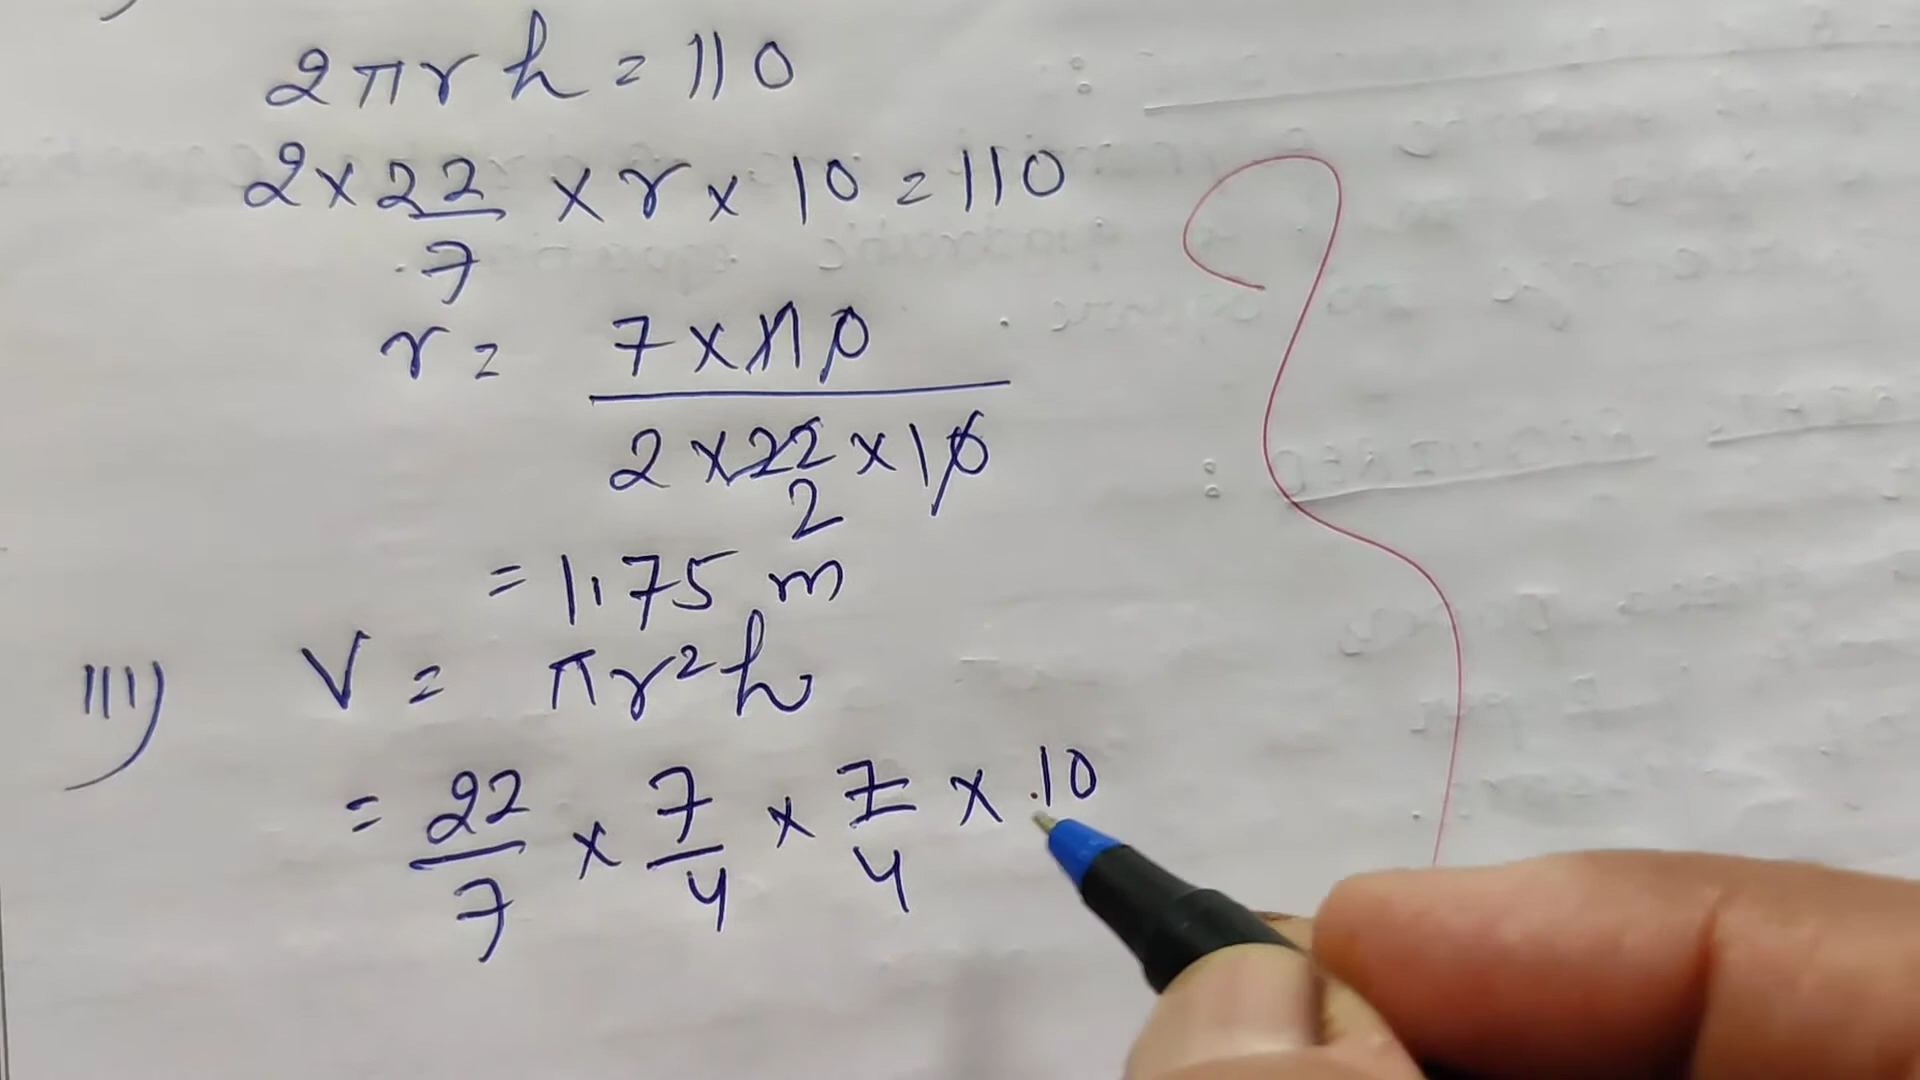 2πrh = 110
2 × 22/7 × r × 10 = 110
r = 7 × 110 / 2 × 22 × 10
2
= 1.75 m
III) V = πr²h
= 22/7 × 7/4 × 7/4 × 10